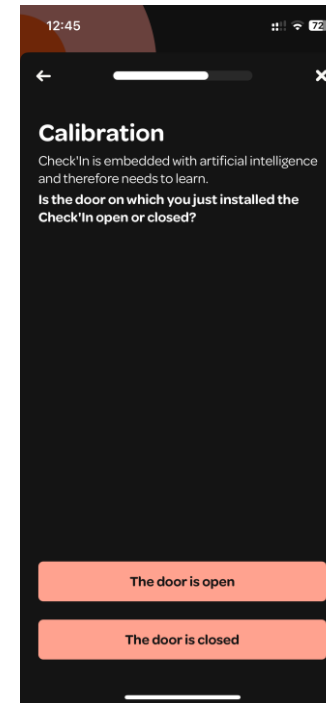 12:45
72
Calibration
Check'In is embedded with artificial intelligence
and therefore needs to learn.
Is the door on which you just installed the
Check'In open or closed?
The door is open
The door is closed